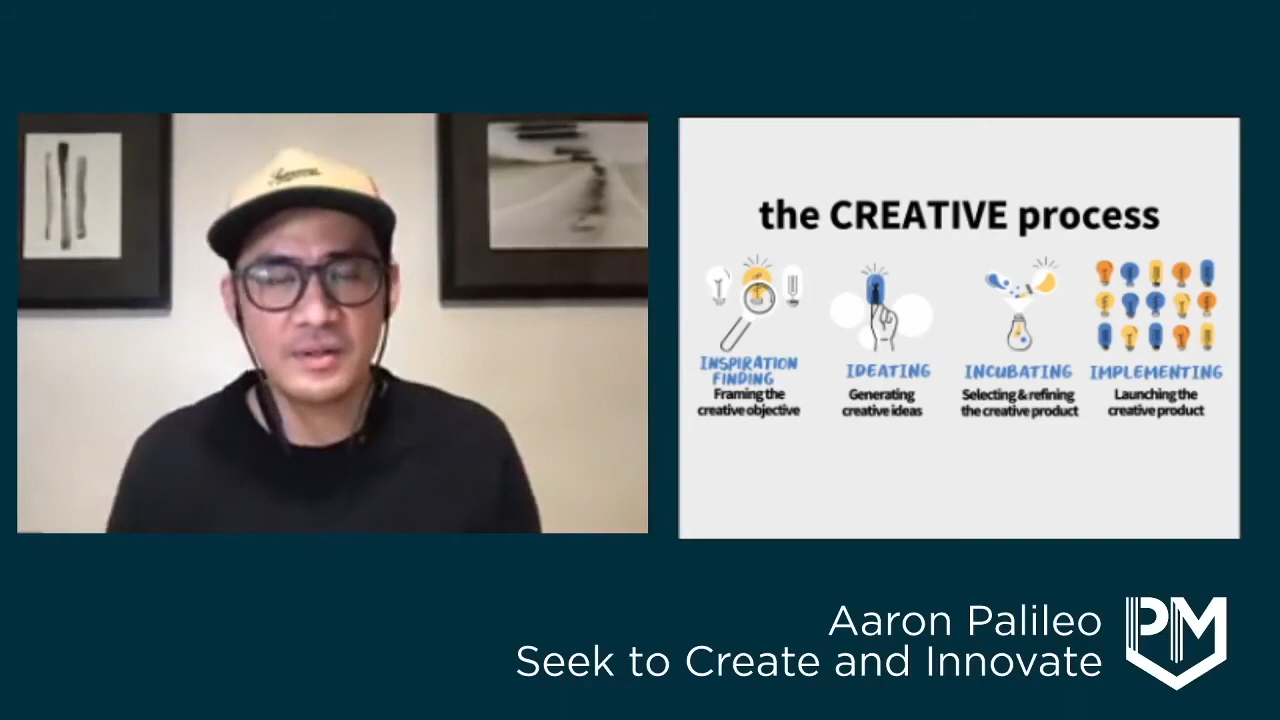 the CREATIVE process
INSPIRATION
FINDING
Framing the
creative objective
IDEATING
Generating
creative ideas
INCUBATING
Selecting & refining
the creative product
IMPLEMENTING
Launching the
creative product
Aaron Palileo
Seek to Create and Innovate
PM